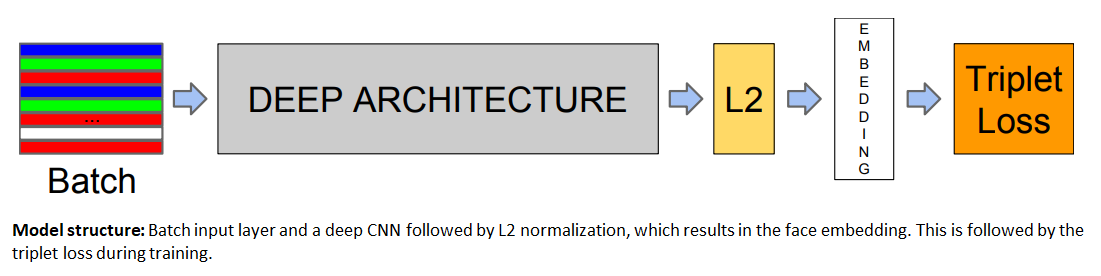 ...
Batch
DEEP ARCHITECTURE
L2
EMBEDDING
Triplet
Loss
Model structure: Batch input layer and a deep CNN followed by L2 normalization, which results in the face embedding. This is followed by the
triplet loss during training.